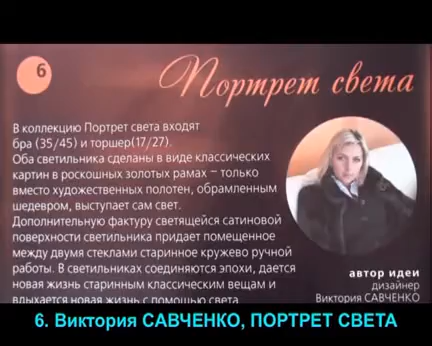 6
Портрет света
В коллекцию Портрет света входят
бра (35/45) и торшер(17/27).
Оба светильника сделаны в виде классических
картин в роскошных золотых рамах – только
вместо художественных полотен, обрамленным
шедевром, выступает сам свет.
Дополнительную фактуру светящейся сатиновой
поверхности светильника придает помещенное
между двумя стеклами старинное кружево ручной
работы. В светильниках соединяются эпохи, дается
новая жизнь старинным классическим вещам и
вдыхается новая жизнь с помощью света
автор идеи
дизайнер
Виктория САВЧЕНКО
6. Виктория САВЧЕНКО, ПОРТРЕТ СВЕТА